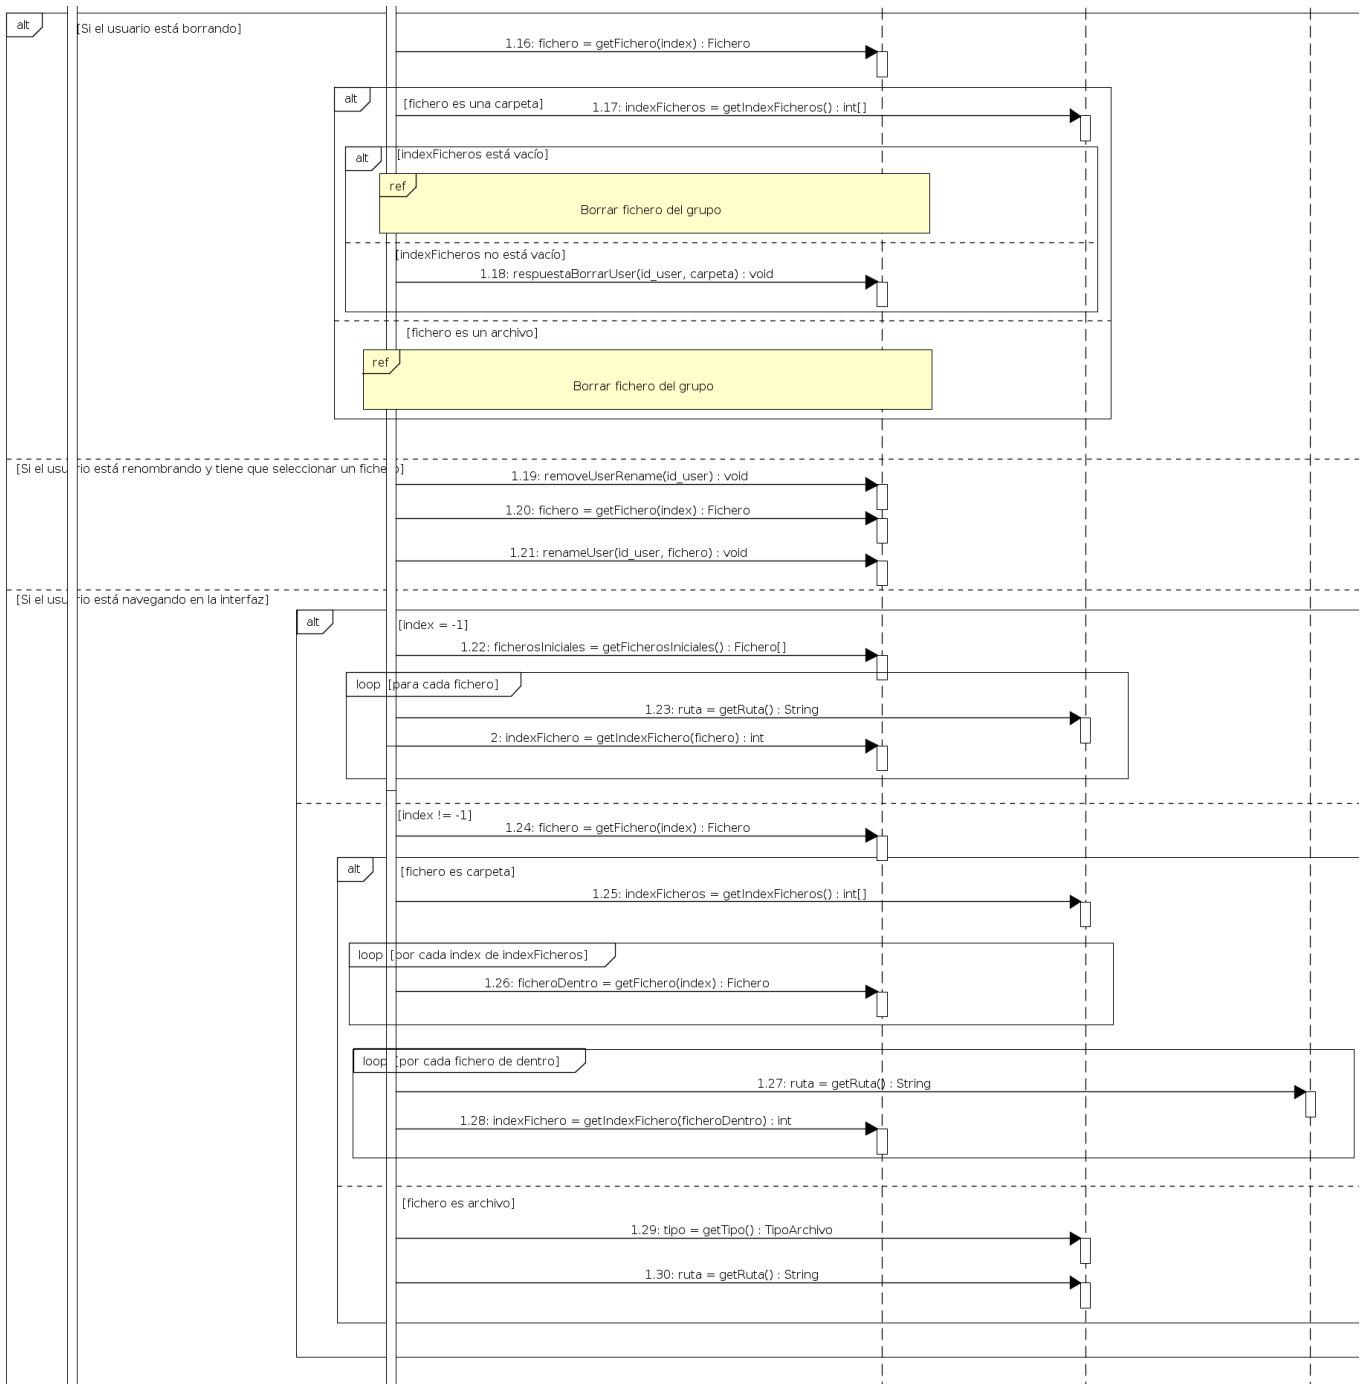 alt
[Si el usuario está borrando]
1.16: fichero = getFichero(index) : Fichero
alt
[fichero es una carpeta]
1.17: indexFicheros = getIndexFicheros() : int[]
alt
[indexFicheros está vacío]
ref
Borrar fichero del grupo
[indexFicheros no está vacío]
1.18: respuestaBorrarUser(id_user, carpeta) : void
[fichero es un archivo]
ref
Borrar fichero del grupo
[Si el usuario está renombrando y tiene que seleccionar un fichero]
1.19: removeUserRename(id_user) : void
1.20: fichero = getFichero(index) : Fichero
1.21: renameUser(id_user, fichero) : void
[Si el usuario está navegando en la interfaz]
alt
[index = -1]
1.22: ficherosIniciales = getFicherosIniciales() : Fichero[]
loop [para cada fichero]
1.23: ruta = getRuta() : String
2: indexFichero = getIndexFichero(fichero) : int
[index != -1]
1.24: fichero = getFichero(index) : Fichero
alt
[fichero es carpeta]
1.25: indexFicheros = getIndexFicheros() : int[]
loop [por cada index de indexFicheros]
1.26: ficheroDentro = getFichero(index) : Fichero
loop [por cada fichero de dentro]
1.27: ruta = getRuta() : String
1.28: indexFichero = getIndexFichero(ficheroDentro) : int
[fichero es archivo]
1.29: tipo = getTipo() : TipoArchivo
1.30: ruta = getRuta() : String